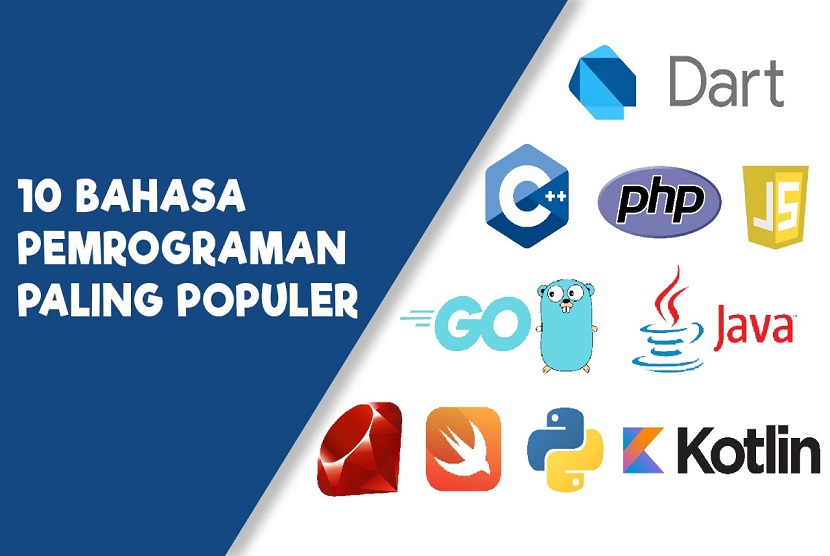 10 BAHASA
PEMROGRAMAN
PALING POPULER
Dart
C++
php
JS
GO
Java
Kotlin